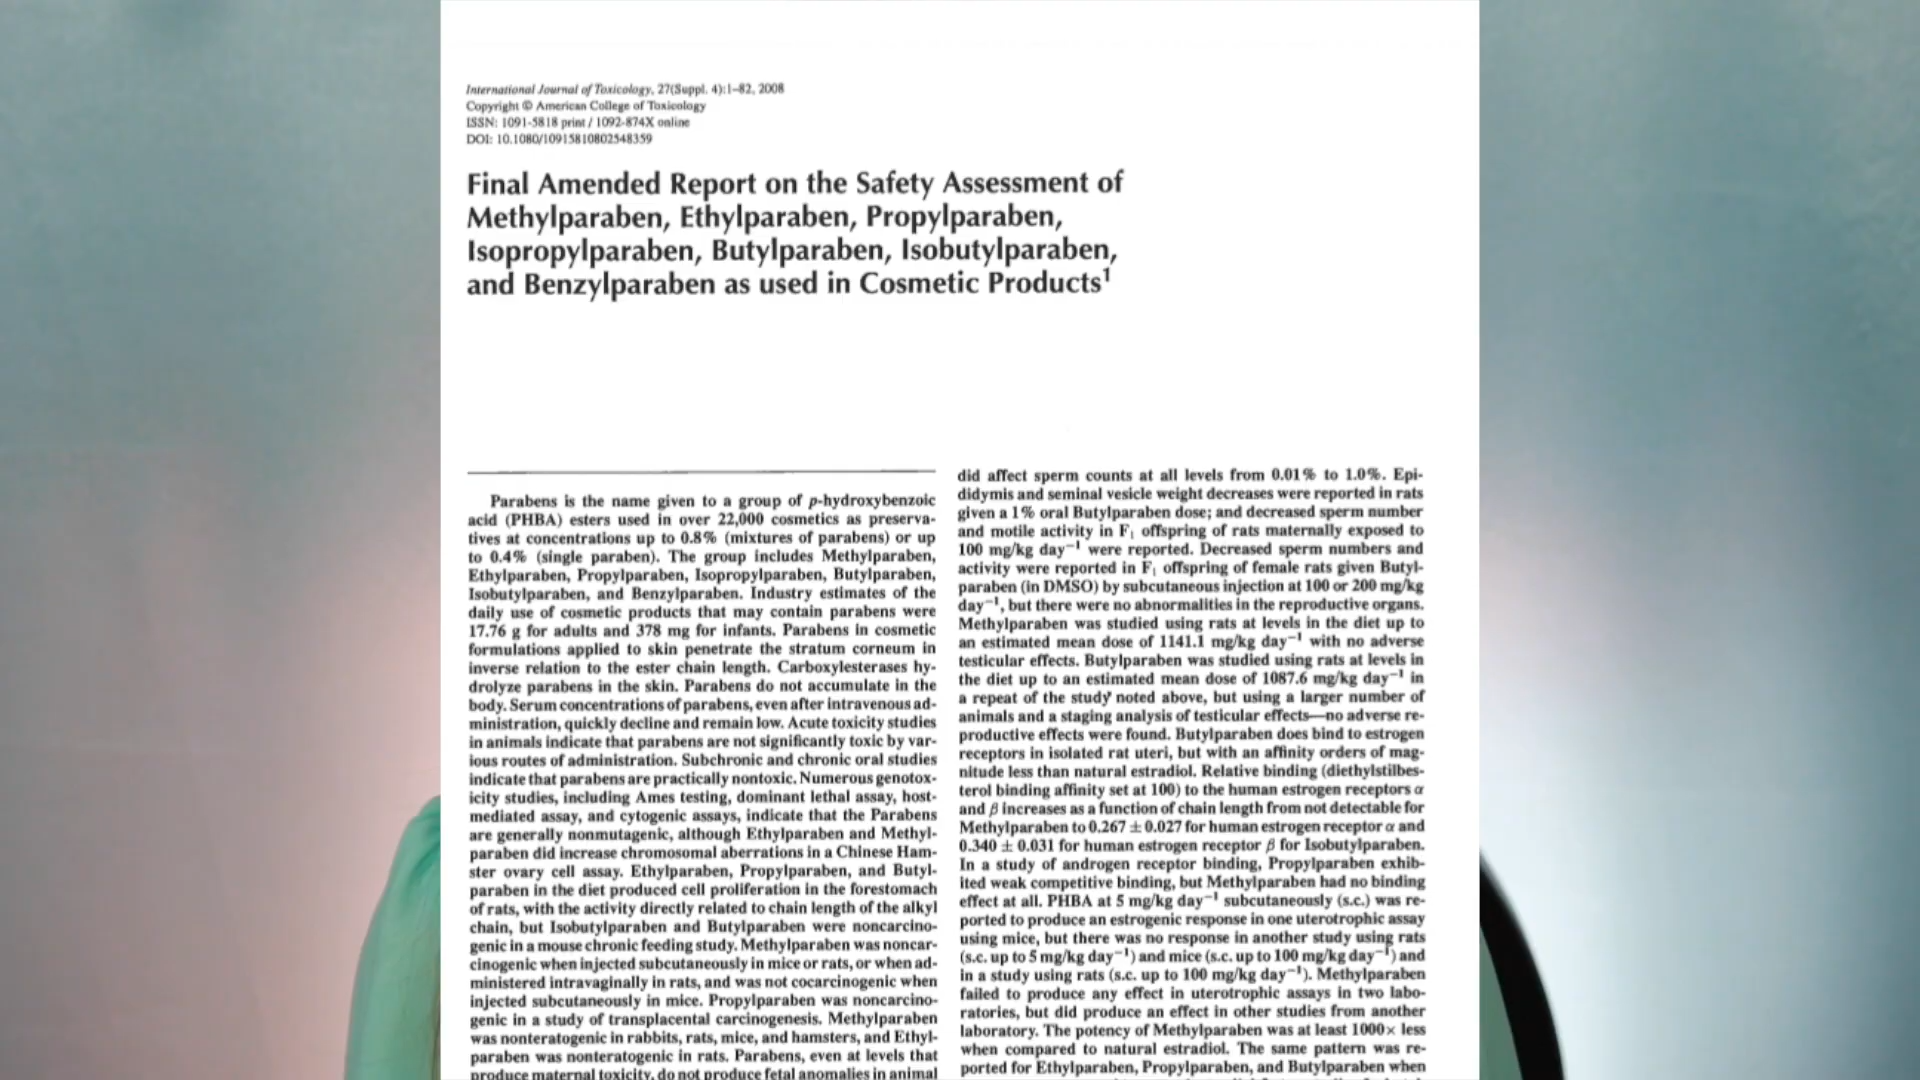 International Journal of Toxicology, 27(Suppl. 4):1–82, 2008
Copyright © American College of Toxicology
ISSN: 1091-5818 print / 1092-874X online
DOI: 10.1080/10915810802548359
Final Amended Report on the Safety Assessment of
Methylparaben, Ethylparaben, Propylparaben,
Isopropylparaben, Butylparaben, Isobutylparaben,
and Benzylparaben as used in Cosmetic Products¹
Parabens is the name given to a group of p-hydroxybenzoic
acid (PHBA) esters used in over 22,000 cosmetics as preserva-
tives at concentrations up to 0.8% (mixtures of parabens) or up
to 0.4% (single paraben). The group includes Methylparaben,
Ethylparaben, Propylparaben, Isopropylparaben, Butylparaben,
Isobutylparaben, and Benzylparaben. Industry estimates of the
daily use of cosmetic products that may contain parabens were
17.76 g for adults and 378 mg for infants. Parabens in cosmetic
formulations applied to skin penetrate the stratum corneum in
inverse relation to the ester chain length. Carboxylesterases hy-
drolyze parabens in the skin. Parabens do not accumulate in the
body. Serum concentrations of parabens, even after intravenous ad-
ministration, quickly decline and remain low. Acute toxicity studies
in animals indicate that parabens are not significantly toxic by var-
ious routes of administration. Subchronic and chronic oral studies
indicate that parabens are practically nontoxic. Numerous genotox-
icity studies, including Ames testing, dominant lethal assay, host-
mediated assay, and cytogenic assays, indicate that the Parabens
are generally nonmutagenic, although Ethylparaben and Methyl-
paraben did increase chromosomal aberrations in a Chinese Ham-
ster ovary cell assay. Ethylparaben, Propylparaben, and Butyl-
paraben in the diet produced cell proliferation in the forestomach
of rats, with the activity directly related to chain length of the alkyl
chain, but Isobutylparaben and Butylparaben were noncarcino-
genic in a mouse chronic feeding study. Methylparaben was noncar-
cinogenic when injected subcutaneously in mice or rats, or when ad-
ministered intravaginally in rats, and was not cocarcinogenic when
injected subcutaneously in mice. Propylparaben was noncarcino-
genic in a study of transplacental carcinogenesis. Methylparaben
was nonteratogenic in rabbits, rats, mice, and hamsters, and Ethyl-
paraben was nonteratogenic in rats. Parabens, even at levels that
produce maternal toxicity, do not produce fetal anomalies in animal
did affect sperm counts at all levels from 0.01% to 1.0%. Epi-
didymis and seminal vesicle weight decreases were reported in rats
given a 1% oral Butylparaben dose; and decreased sperm number
and motile activity in F₁ offspring of rats maternally exposed to
100 mg/kg day⁻¹ were reported. Decreased sperm numbers and
activity were reported in F₁ offspring of female rats given Butyl-
paraben (in DMSO) by subcutaneous injection at 100 or 200 mg/kg
day⁻¹, but there were no abnormalities in the reproductive organs.
Methylparaben was studied using rats at levels in the diet up to
an estimated mean dose of 1141.1 mg/kg day⁻¹ with no adverse
testicular effects. Butylparaben was studied using rats at levels in
the diet up to an estimated mean dose of 1087.6 mg/kg day⁻¹ in
a repeat of the study noted above, but using a larger number of
animals and a staging analysis of testicular effects—no adverse re-
productive effects were found. Butylparaben does bind to estrogen
receptors in isolated rat uteri, but with an affinity orders of mag-
nitude less than natural estradiol. Relative binding (diethylstilbes-
terol binding affinity set at 100) to the human estrogen receptors α
and β increases as a function of chain length from not detectable for
Methylparaben to 0.267 ± 0.027 for human estrogen receptor α and
0.340 ± 0.031 for human estrogen receptor β for Isobutylparaben.
In a study of androgen receptor binding, Propylparaben exhib-
ited weak competitive binding, but Methylparaben had no binding
effect at all. PHBA at 5 mg/kg day⁻¹ subcutaneously (s.c.) was re-
ported to produce an estrogenic response in one uterotrophic assay
using mice, but there was no response in another study using rats
(s.c. up to 5 mg/kg day⁻¹) and mice (s.c. up to 100 mg/kg day⁻¹) and
in a study using rats (s.c. up to 100 mg/kg day⁻¹). Methylparaben
failed to produce any effect in uterotrophic assays in two labo-
ratories, but did produce an effect in other studies from another
laboratory. The potency of Methylparaben was at least 1000× less
when compared to natural estradiol. The same pattern was re-
ported for Ethylparaben, Propylparaben, and Butylparaben when